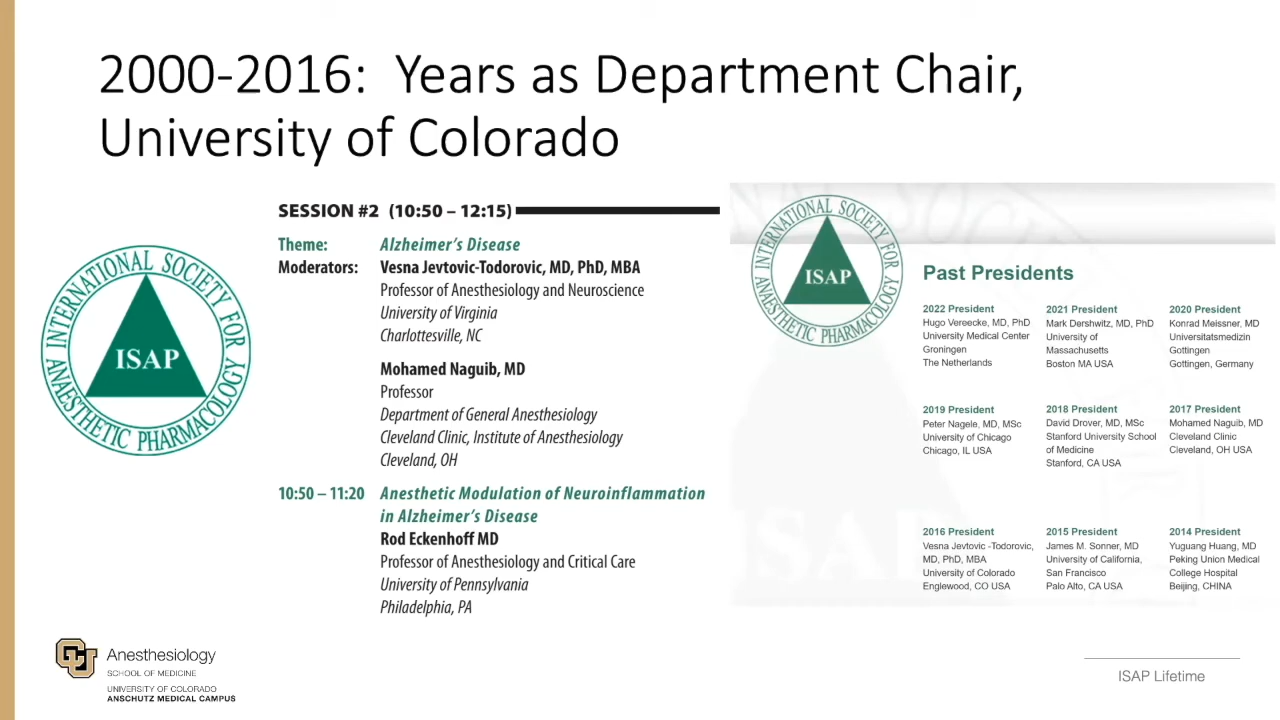 2000-2016:  Years as Department Chair,
University of Colorado
INTERNATIONAL SOCIETY FOR
ANAESTHETIC PHARMACOLOGY
ISAP
SESSION #2 (10:50 – 12:15)
Theme: Alzheimer's Disease
Moderators: Vesna Jevtovic-Todorovic, MD, PhD, MBA
Professor of Anesthesiology and Neuroscience
University of Virginia
Charlottesville, NC
Mohamed Naguib, MD
Professor
Department of General Anesthesiology
Cleveland Clinic, Institute of Anesthesiology
Cleveland, OH
10:50 – 11:20 Anesthetic Modulation of Neuroinflammation
in Alzheimer's Disease
Rod Eckenhoff MD
Professor of Anesthesiology and Critical Care
University of Pennsylvania
Philadelphia, PA
INTERNATIONAL SOCIETY FOR
ANAESTHETIC PHARMACOLOGY
ISAP
Past Presidents
2022 President
Hugo Vereecke, MD, PhD
University Medical Center
Groningen
The Netherlands
2021 President
Mark Dershwitz, MD, PhD
University of
Massachusetts
Boston MA USA
2020 President
Konrad Meissner, MD
Universitatsmedizin
Gottingen
Gottingen, Germany
2019 President
Peter Nagele, MD, MSc
University of Chicago
Chicago, IL USA
2018 President
David Drover, MD, MSc
Stanford University School
of Medicine
Stanford, CA USA
2017 President
Mohamed Naguib, MD
Cleveland Clinic
Cleveland, OH USA
2016 President
Vesna Jevtovic -Todorovic,
MD, PhD, MBA
University of Colorado
Englewood, CO USA
2015 President
James M. Sonner, MD
University of California,
San Francisco
Palo Alto, CA USA
2014 President
Yuguang Huang, MD
Peking Union Medical
College Hospital
Beijing, CHINA
ISAP
CU
Anesthesiology
SCHOOL OF MEDICINE
UNIVERSITY OF COLORADO
ANSCHUTZ MEDICAL CAMPUS
ISAP Lifetime